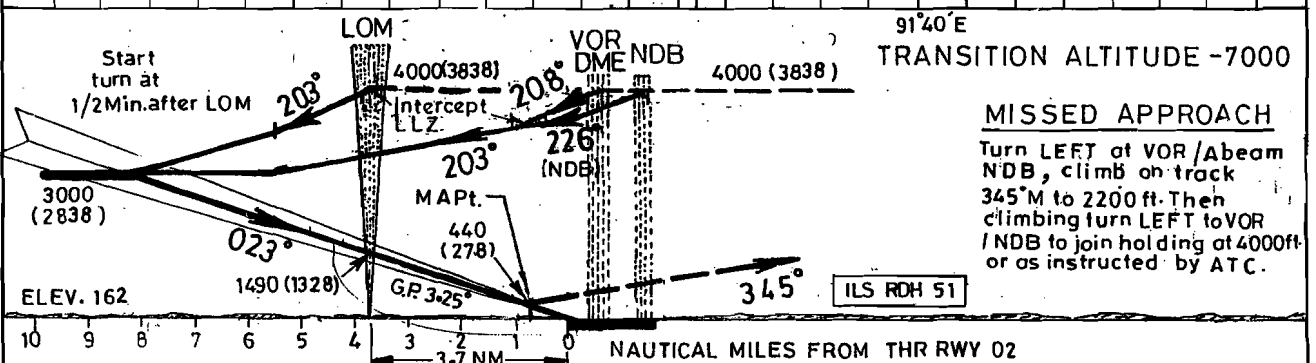 91°40'E
TRANSITION ALTITUDE -7000
LOM
VOR
DME
NDB
Start
turn at
1/2 Min. after LOM
203°
4000 (3838)
Intercept
LLZ
208°
4000 (3838)
226°
(NDB)
203°
3000
(2838)
023°
MAPt.
440
(278)
1490 (1328)
G.P. 3.25°
345°
ILS RDH 51
MISSED APPROACH
Turn LEFT at VOR /Abeam
NDB, climb on track
345°M to 2200 ft. Then
climbing turn LEFT to VOR
/ NDB to join holding at 4000ft
or as instructed by ATC.
ELEV. 162
10 9 8 7 6 5 4 3 2 1 0
3.7 NM
NAUTICAL MILES FROM THR RWY 02